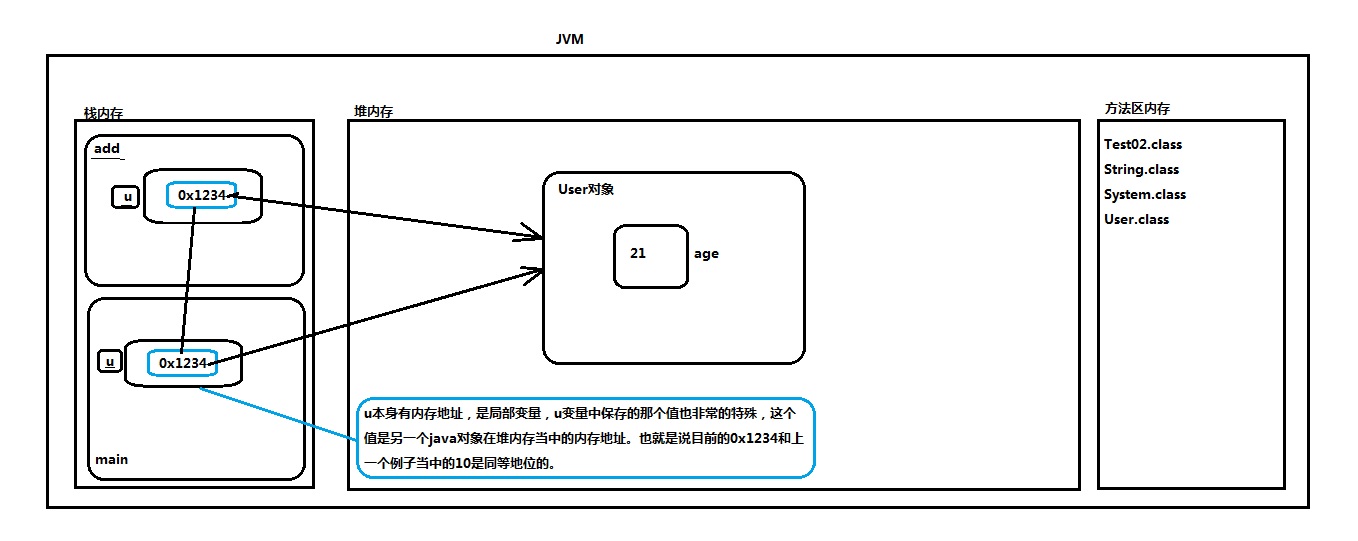 JVM
栈内存
堆内存
方法区内存
add
u
0x1234
u
0x1234
main
User对象
21
age
u本身有内存地址，是局部变量，u变量中保存的那个值也非常的特殊，这个
值是另一个java对象在堆内存当中的内存地址。也就是说目前的0x1234和上
一个例子当中的10是同等地位的。
Test02.class
String.class
System.class
User.class